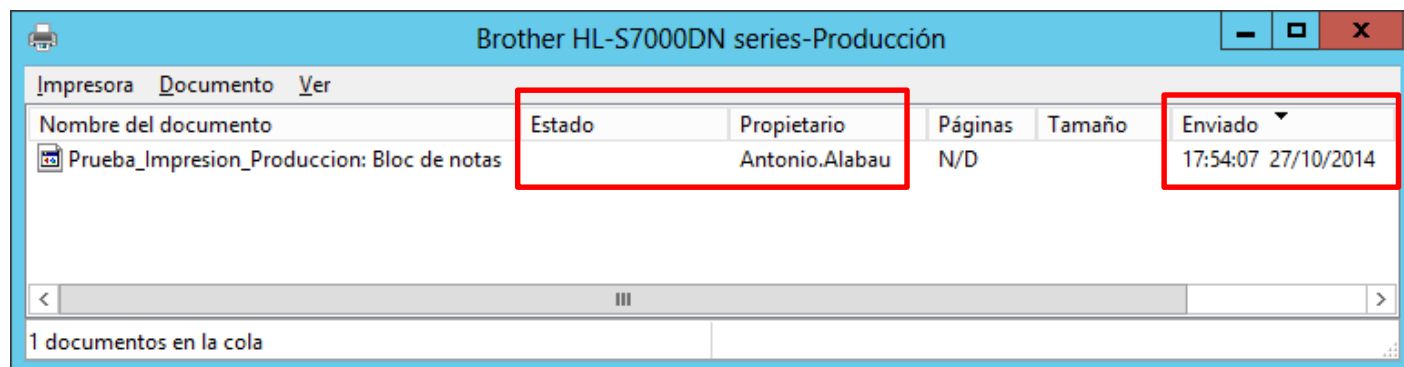 Brother HL-S7000DN series-Producción
Impresora Documento Ver
Nombre del documento Estado Propietario Páginas Tamaño Enviado
Prueba_Impresion_Produccion: Bloc de notas Antonio.Alabau N/D 17:54:07 27/10/2014
1 documentos en la cola